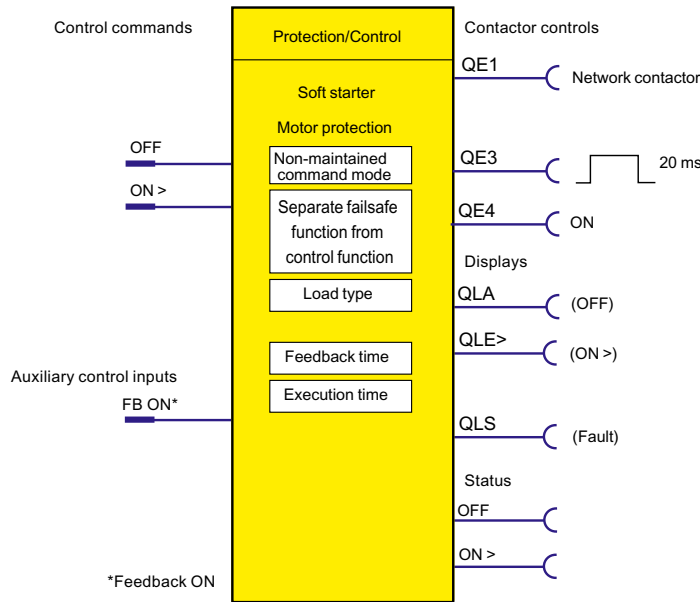 Control commands
Protection/Control
Contactor controls
QE1
Network contactor
Soft starter
Motor protection
OFF
Non-maintained
command mode
QE3
20 ms
ON >
Separate failsafe
function from
control function
QE4
ON
Displays
Load type
QLA
(OFF)
QLE>
(ON >)
Feedback time
Auxiliary control inputs
Execution time
FB ON*
QLS
(Fault)
Status
OFF
ON >
*Feedback ON